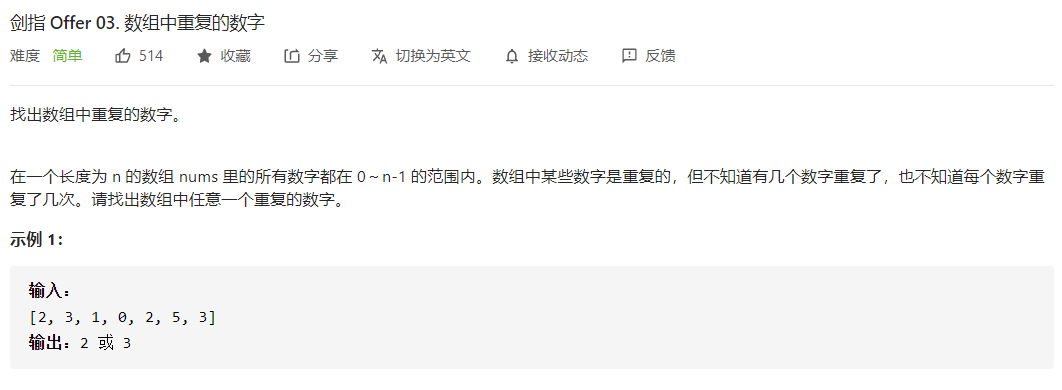 剑指 Offer 03. 数组中重复的数字
难度 简单 514 收藏 分享 切换为英文 接收动态 反馈
找出数组中重复的数字。
在一个长度为 n 的数组 nums 里的所有数字都在 0～n-1 的范围内。数组中某些数字是重复的，但不知道有几个数字重复了，也不知道每个数字重
复了几次。请找出数组中任意一个重复的数字。
示例 1：
输入：
[2, 3, 1, 0, 2, 5, 3]
输出：2 或 3